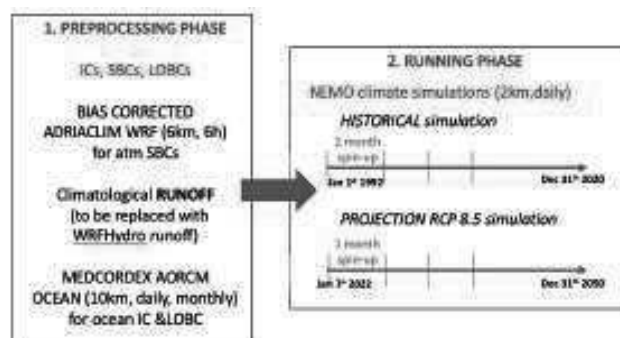 1. PREPROCESSING PHASE
ICs, SBCs, LOBCs
BIAS CORRECTED
ADRIACLIM WRF (6km, 6h)
for atm SBCs
Climatological RUNOFF
(to be replaced with
WRFHydro runoff)
MEDCORDEX AORCM
OCEAN (10km, daily, monthly)
for ocean IC &LOBC
2. RUNNING PHASE
NEMO climate simulations (2km,daily)
HISTORICAL simulation
month
spin-up
Jan 1st
Dec 31st 2020
PROJECTION RCP 8.5 simulation
month
spin-up
Jan 1st 2022
Dec 31st 2050